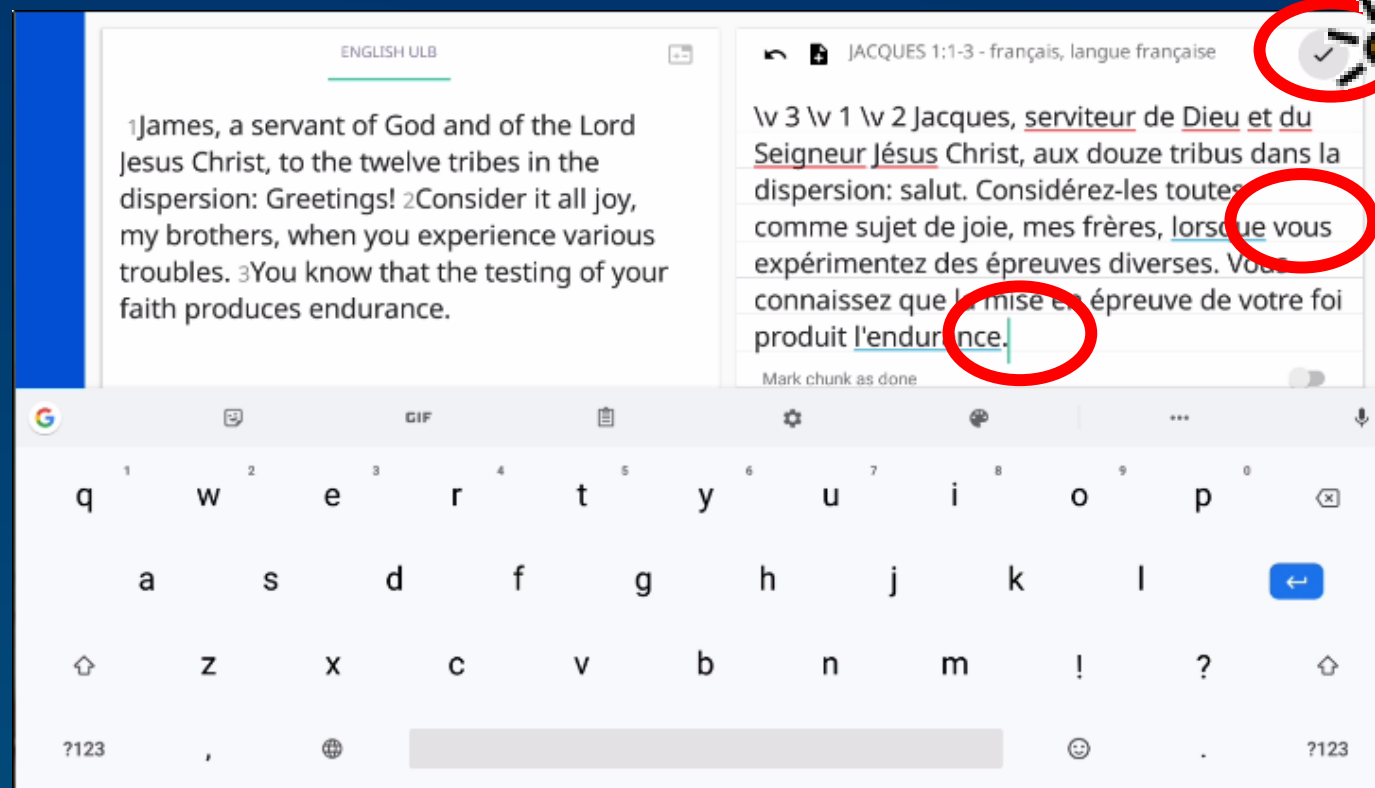 ENGLISH ULB
1James, a servant of God and of the Lord
Jesus Christ, to the twelve tribes in the
dispersion: Greetings! 2Consider it all joy,
my brothers, when you experience various
troubles. 3You know that the testing of your
faith produces endurance.
JACQUES 1:1-3 - français, langue française
\v 3 \v 1 \v 2 Jacques, serviteur de Dieu et du
Seigneur Jésus Christ, aux douze tribus dans la
dispersion: salut. Considérez-les toutes
comme sujet de joie, mes frères, lorsque vous
expérimentez des épreuves diverses. Vous
connaissez que la mise en épreuve de votre foi
produit l'endurance.
Mark chunk as done
G GIF ...
1 2 3 4 5 6 7 8 9 0
q w e r t y u i o p
a s d f g h j k l
z x c v b n m ! ?
?123 , . ?123